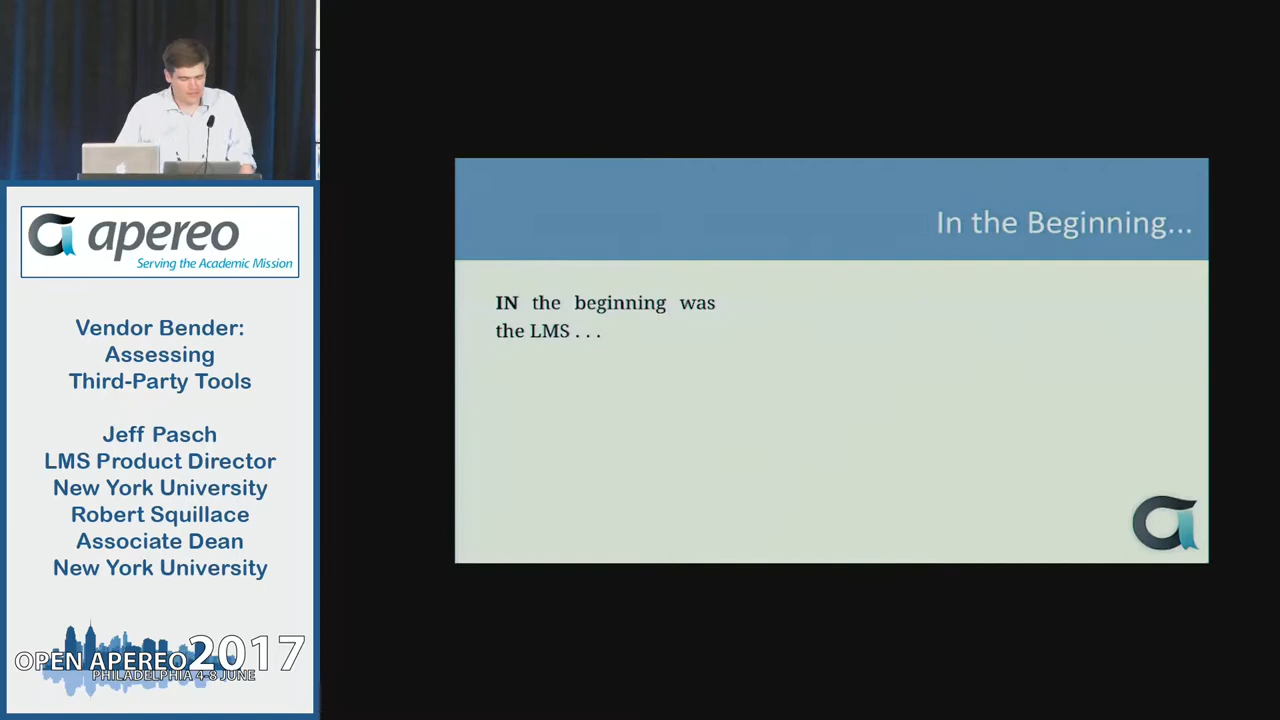 apereo
Serving the Academic Mission
Vendor Bender:
Assessing
Third-Party Tools
Jeff Pasch
LMS Product Director
New York University
Robert Squillace
Associate Dean
New York University
OPEN APEREO 2017
PHILADELPHIA 4-8 JUNE
In the Beginning...
IN the beginning was
the LMS . . .